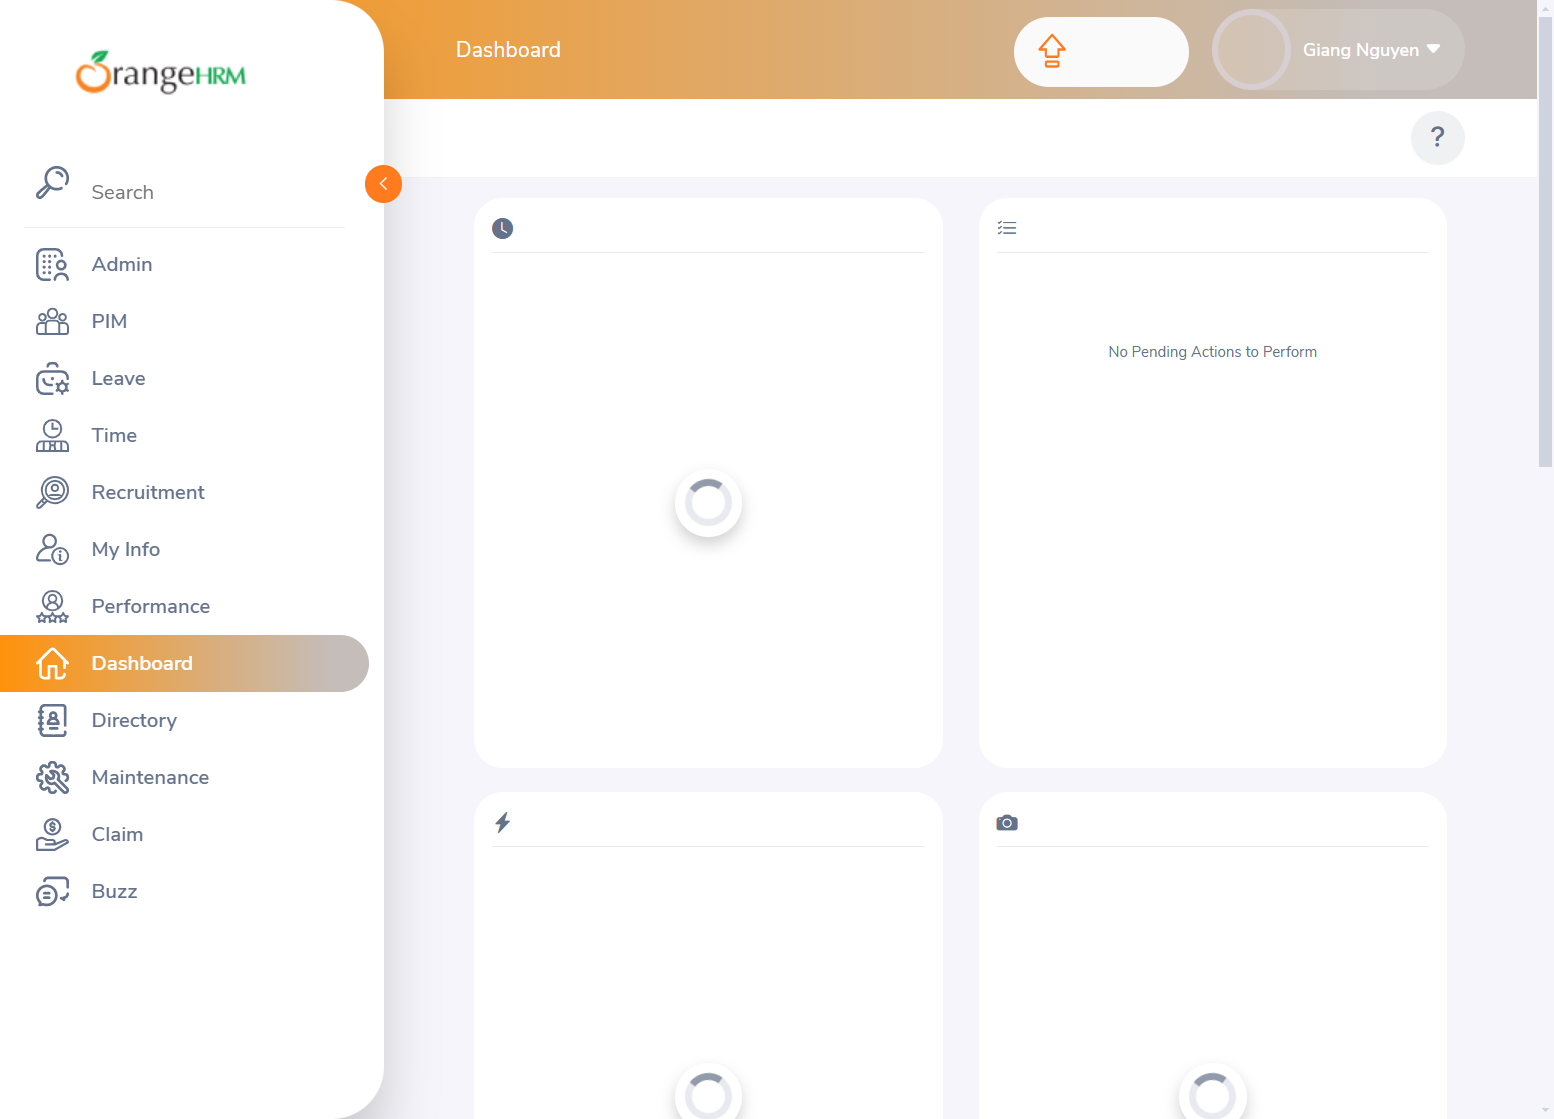 OrangeHRM
Dashboard
Giang Nguyen
?
Search
Admin
PIM
Leave
Time
Recruitment
My Info
Performance
Dashboard
Directory
Maintenance
Claim
Buzz
No Pending Actions to Perform